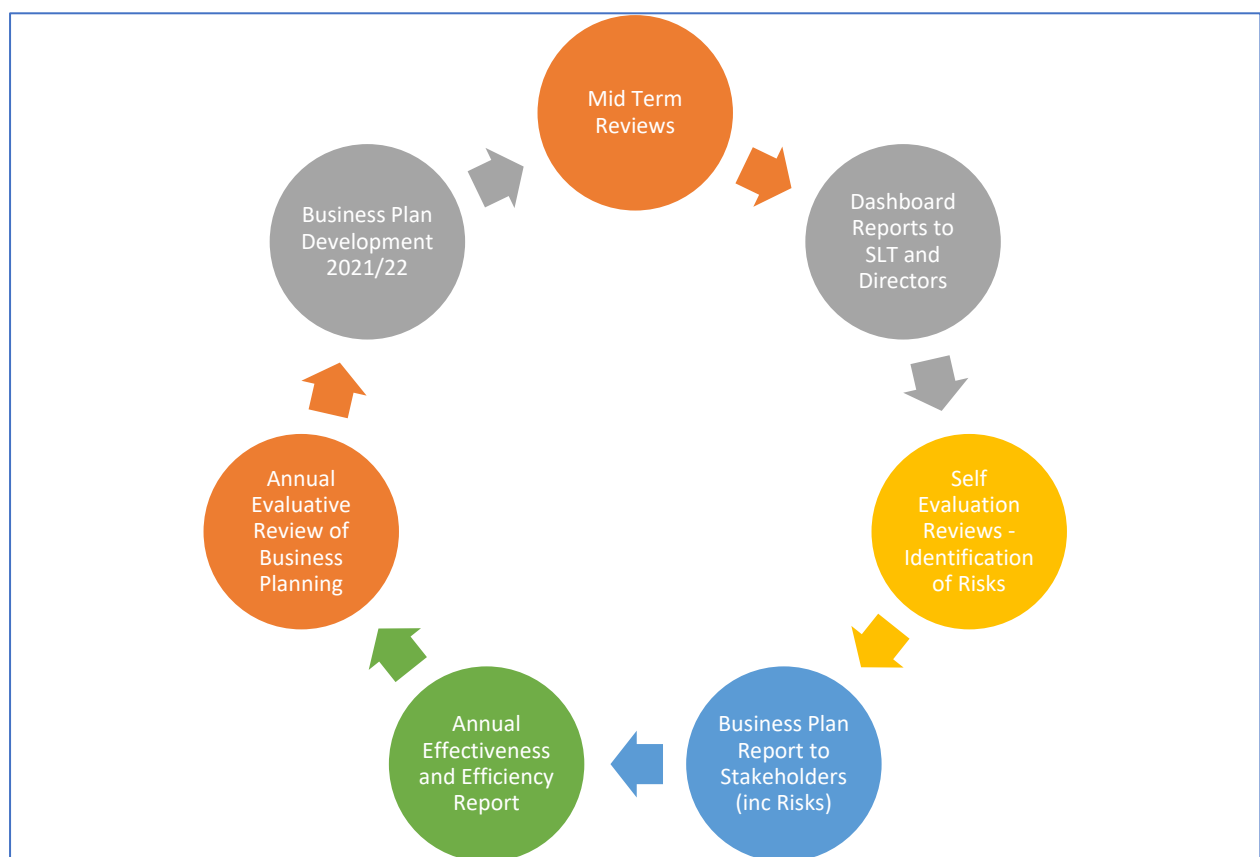 Mid Term
Reviews
Dashboard
Reports to
SLT and
Directors
Self
Evaluation
Reviews -
Identification
of Risks
Business Plan
Report to
Stakeholders
(inc Risks)
Annual
Effectiveness
and Efficiency
Report
Annual
Evaluative
Review of
Business
Planning
Business Plan
Development
2021/22